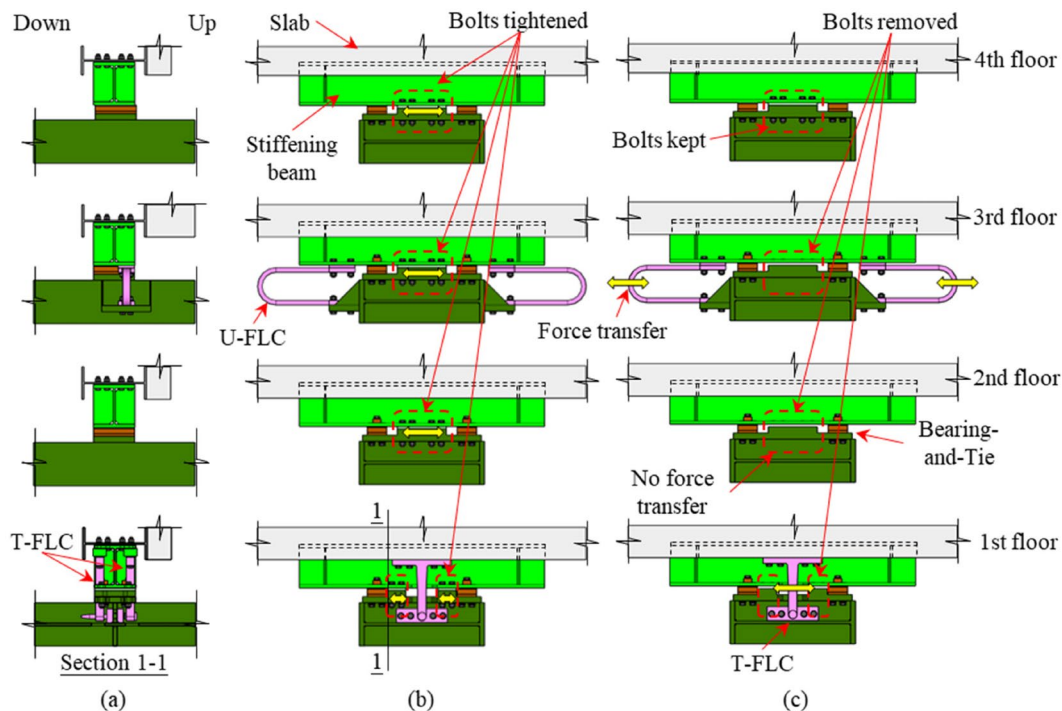 Down
Up
Slab
Bolts tightened
Bolts removed
4th floor
Stiffening
beam
Bolts kept
3rd floor
U-FLC
Force transfer
2nd floor
Bearing-
and-Tie
No force
transfer
T-FLC
1
1st floor
1
T-FLC
Section 1-1
(a)
(b)
(c)